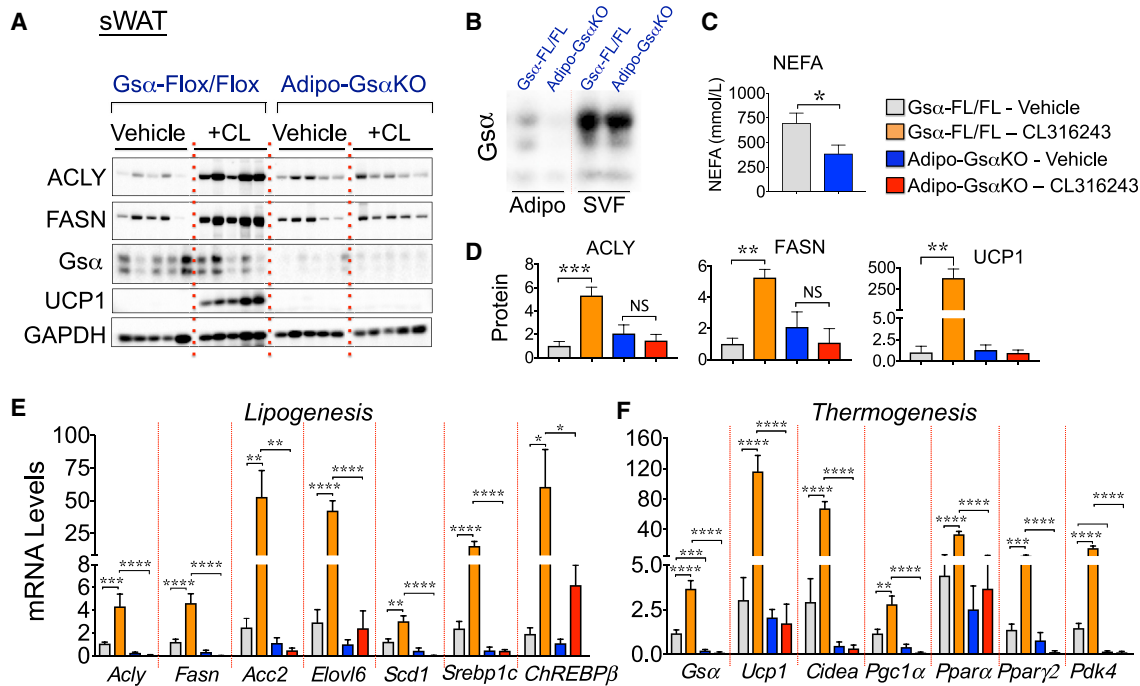 A
sWAT
Gsα-Flox/Flox Adipo-GsαKO
Vehicle +CL Vehicle +CL
ACLY
FASN
Gsα
UCP1
GAPDH
B
Gsα-FL/FL
Adipo-GsαKO
Gsα-FL/FL
Adipo-GsαKO
Gsα
Adipo SVF
C
NEFA
NEFA (mmol/L)
*
1000
750
500
250
0
Gsα-FL/FL - Vehicle
Gsα-FL/FL – CL316243
Adipo-GsαKO - Vehicle
Adipo-GsαKO – CL316243
D
Protein
ACLY
8
6
4
2
0
***
NS
FASN
6
4
2
0
**
NS
UCP1
500
250
5.0
2.5
0.0
**
E
Lipogenesis
mRNA Levels
100
75
50
25
8
6
4
2
0
*** ****
**** ****
** **
**** ****
** ****
**** ****
* *
Acly Fasn Acc2 Elovl6 Scd1 Srebp1c ChREBPβ
F
Thermogenesis
160
120
80
40
5.0
2.5
0.0
**** *** ****
**** ****
**** ****
** ****
**** ****
*** ****
**** ****
Gsα Ucp1 Cidea Pgc1α Pparα Pparγ2 Pdk4